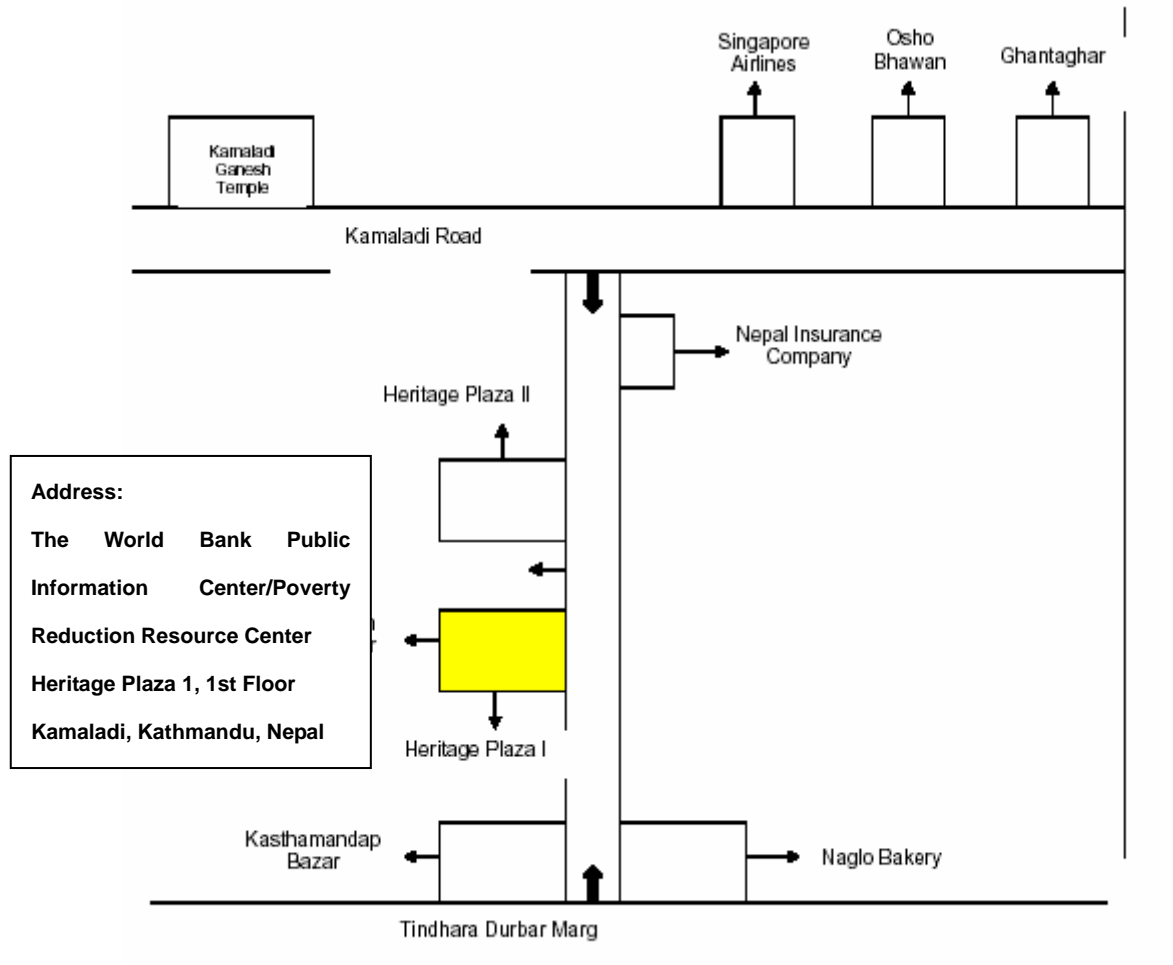 Singapore
Airlines
Osho
Bhawan
Ghantaghar
Kamaladi
Ganesh
Temple
Kamaladi Road
Nepal Insurance
Company
Heritage Plaza II
Address:
The World Bank Public
Information Center/Poverty
Reduction Resource Center
Heritage Plaza 1, 1st Floor
Kamaladi, Kathmandu, Nepal
Heritage Plaza I
Kasthamandap
Bazar
Naglo Bakery
Tindhara Durbar Marg